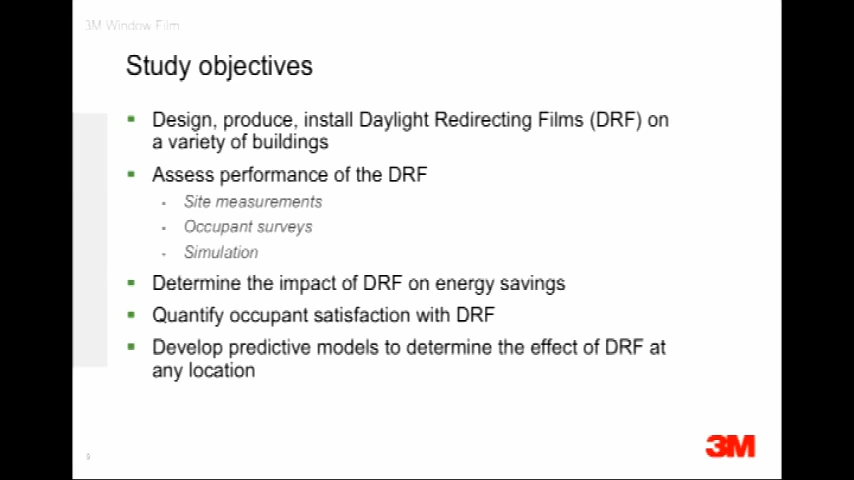 3M Window Film
Study objectives
▪ Design, produce, install Daylight Redirecting Films (DRF) on
a variety of buildings
▪ Assess performance of the DRF
- Site measurements
- Occupant surveys
- Simulation
▪ Determine the impact of DRF on energy savings
▪ Quantify occupant satisfaction with DRF
▪ Develop predictive models to determine the effect of DRF at
any location
3M